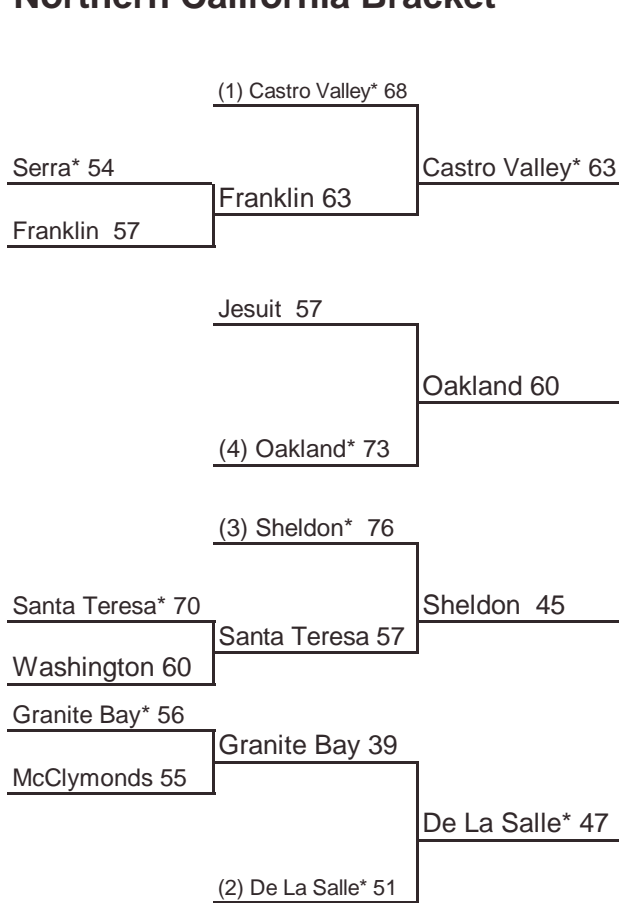 Northern California Bracket
(1) Castro Valley* 68
Serra* 54
Castro Valley* 63
Franklin 63
Franklin 57
Jesuit 57
Oakland 60
(4) Oakland* 73
(3) Sheldon* 76
Santa Teresa* 70
Sheldon 45
Santa Teresa 57
Washington 60
Granite Bay* 56
Granite Bay 39
McClymonds 55
De La Salle* 47
(2) De La Salle* 51